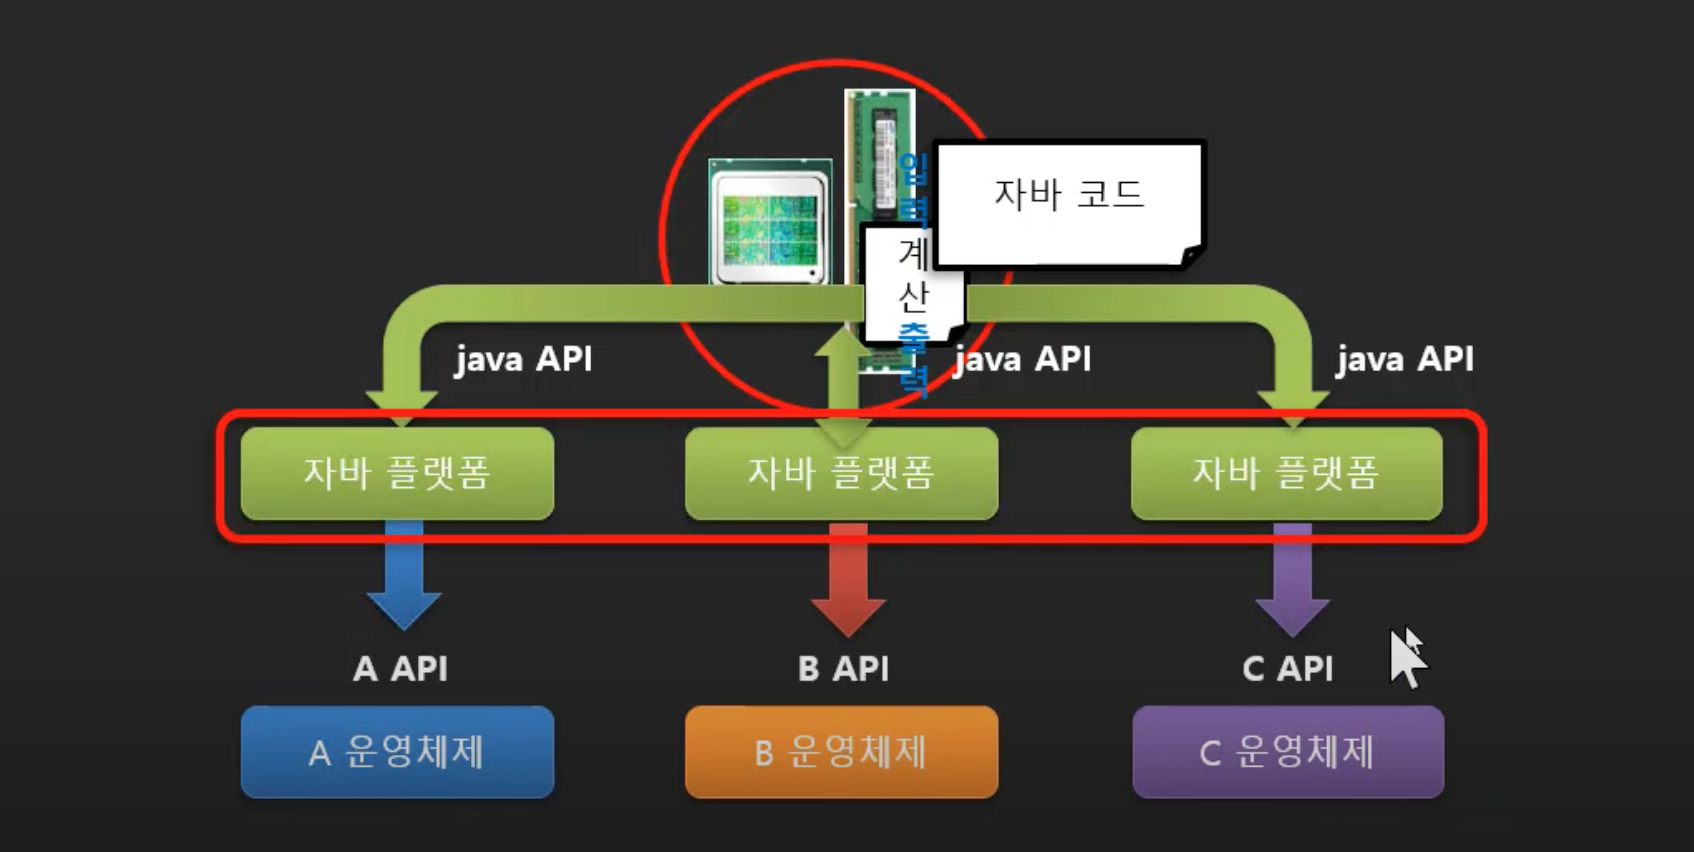 입
력
계
산
출
력
자바 코드
java API
java API
java API
자바 플랫폼
자바 플랫폼
자바 플랫폼
A API
B API
C API
A 운영체제
B 운영체제
C 운영체제